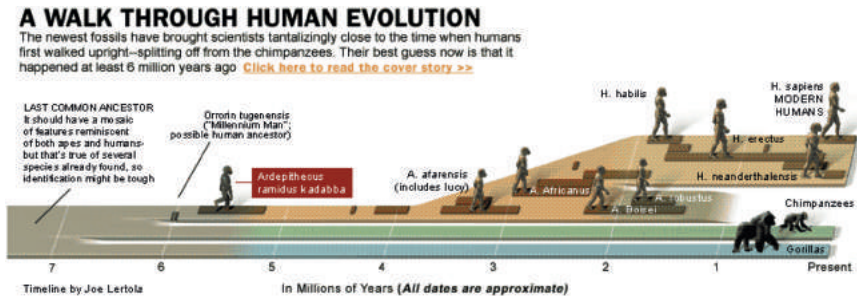 A WALK THROUGH HUMAN EVOLUTION
The newest fossils have brought scientists tantalizingly close to the time when humans
first walked upright--splitting off from the chimpanzees. Their best guess now is that it
happened at least 6 million years ago Click here to read the cover story >>
LAST COMMON ANCESTOR
It should have a mosaic
of features reminiscent
of both apes and humans-
but that's true of several
species already found, so
identification might be tough
Orrorin tugenensis
("Millennium Man";
possible human ancestor)
Ardepitheous
ramidus kadabba
A. afarensis
(includes lucy)
A. Africanus
H. habilis
H. erectus
H. sapiens
MODERN
HUMANS
H. neanderthalensis
A. robustus
A. Boisei
Chimpanzees
Gorillas
7 6 5 4 3 2 1 Present
Timeline by Joe Lertola
In Millions of Years (All dates are approximate)